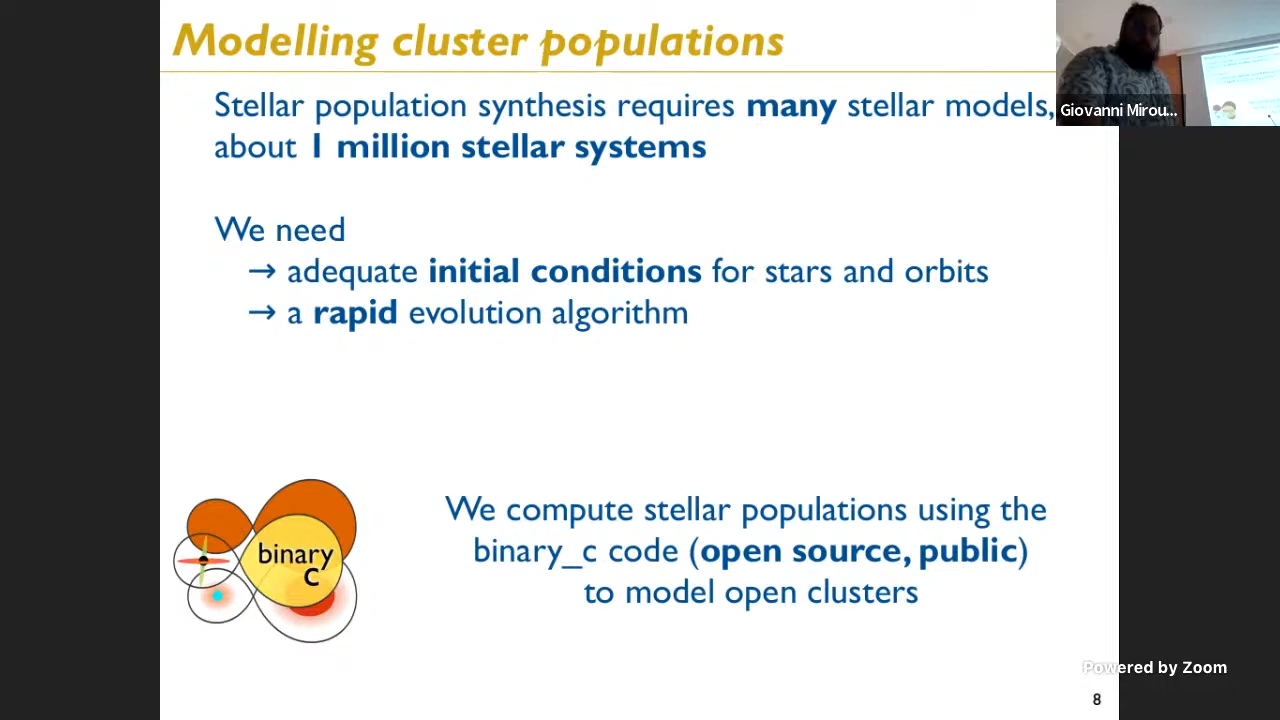 Modelling cluster populations
Stellar population synthesis requires many stellar models,
about 1 million stellar systems
Giovanni Mirou...
We need
→ adequate initial conditions for stars and orbits
→ a rapid evolution algorithm
binary
c
We compute stellar populations using the
binary_c code (open source, public)
to model open clusters
Powered by Zoom
8